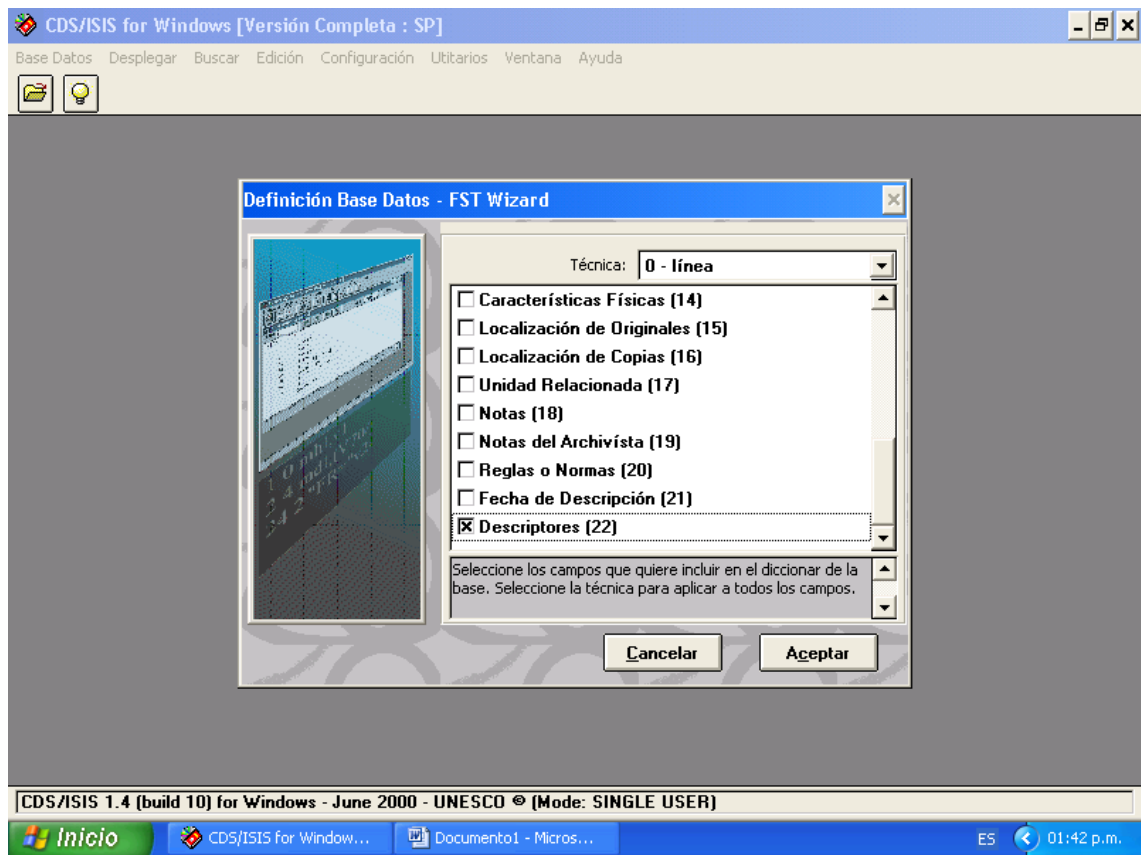 CDS/ISIS for Windows [Versión Completa : SP]
Base Datos Desplegar Buscar Edición Configuración Utitarios Ventana Ayuda
Definición Base Datos - FST Wizard
Técnica: 0 - línea
Características Físicas (14)
Localización de Originales (15)
Localización de Copias (16)
Unidad Relacionada (17)
Notas (18)
Notas del Archivísta (19)
Reglas o Normas (20)
Fecha de Descripción (21)
Descriptores (22)
Seleccione los campos que quiere incluir en el diccionar de la
base. Seleccione la técnica para aplicar a todos los campos.
Cancelar Aceptar
CDS/ISIS 1.4 (build 10) for Windows - June 2000 - UNESCO © (Mode: SINGLE USER)
Inicio CDS/ISIS for Window... Documento1 - Micros... ES 01:42 p.m.